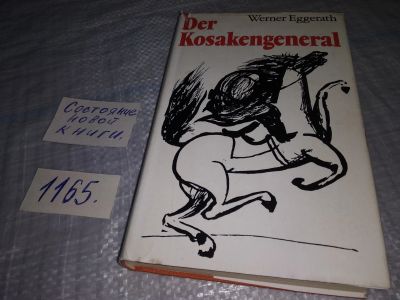 Werner Eggerath
Der
Kosakengeneral
Состояние
новой
книги.
1165.